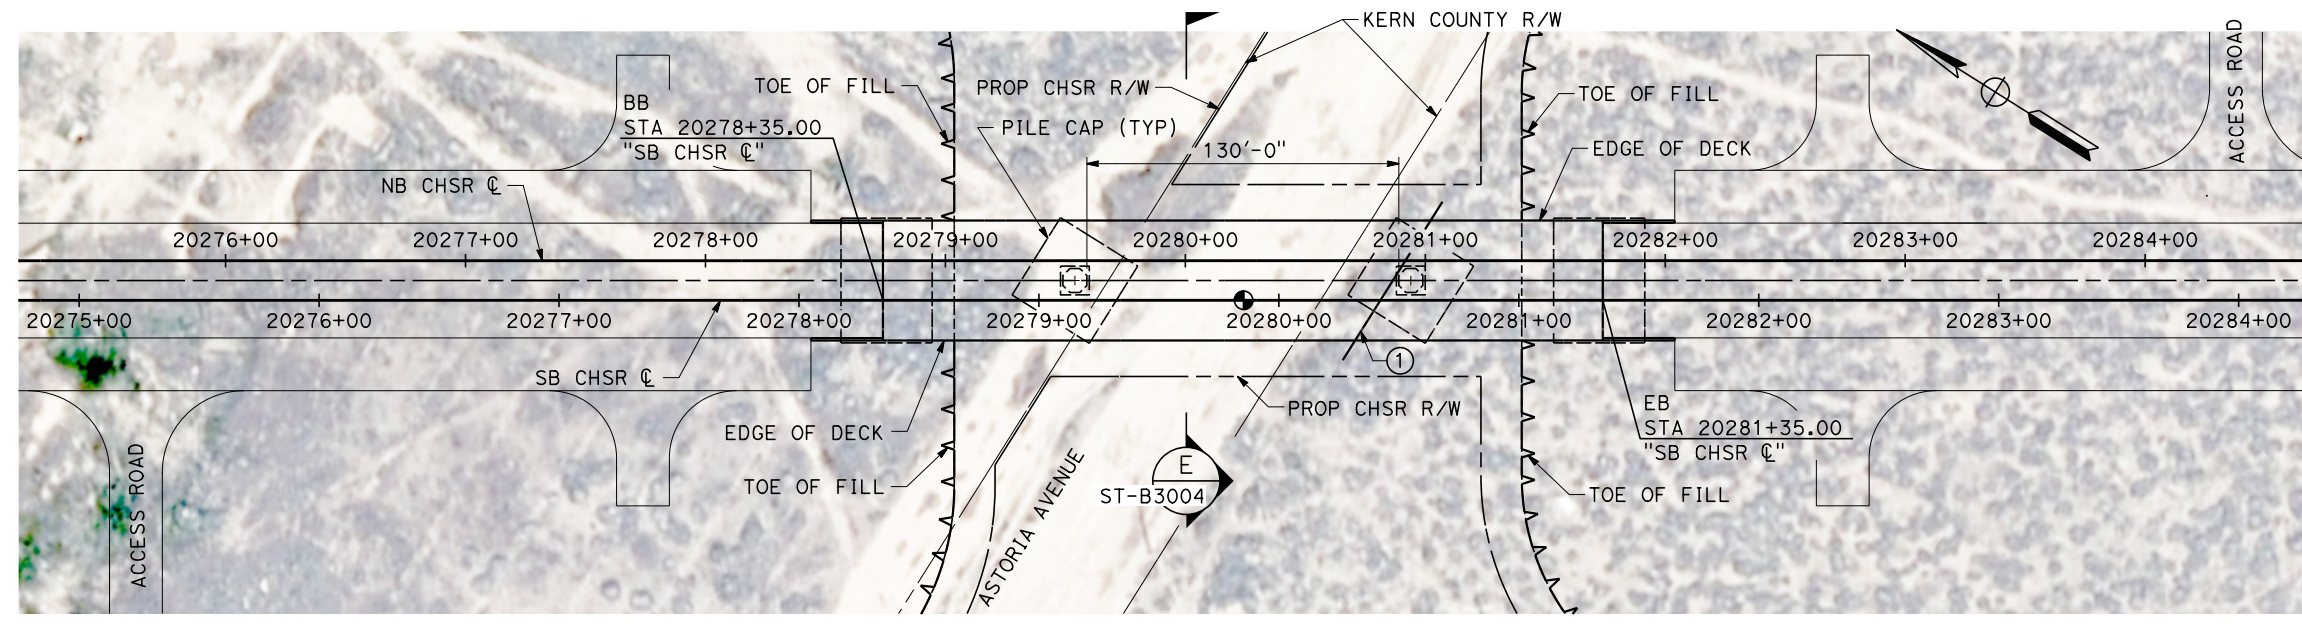 KERN COUNTY R/W
TOE OF FILL
PROP CHSR R/W
PILE CAP (TYP)
BB
STA 20278+35.00
"SB CHSR ℄"
130'-0"
TOE OF FILL
EDGE OF DECK
ACCESS ROAD
NB CHSR ℄
20276+00
20277+00
20278+00
20279+00
20280+00
20281+00
20282+00
20283+00
20284+00
20275+00
20276+00
20277+00
20278+00
20279+00
20280+00
20281+00
20282+00
20283+00
20284+00
SB CHSR ℄
1
PROP CHSR R/W
EDGE OF DECK
TOE OF FILL
EB
STA 20281+35.00
"SB CHSR ℄"
TOE OF FILL
E
ST-B3004
ASTORIA AVENUE
ACCESS ROAD